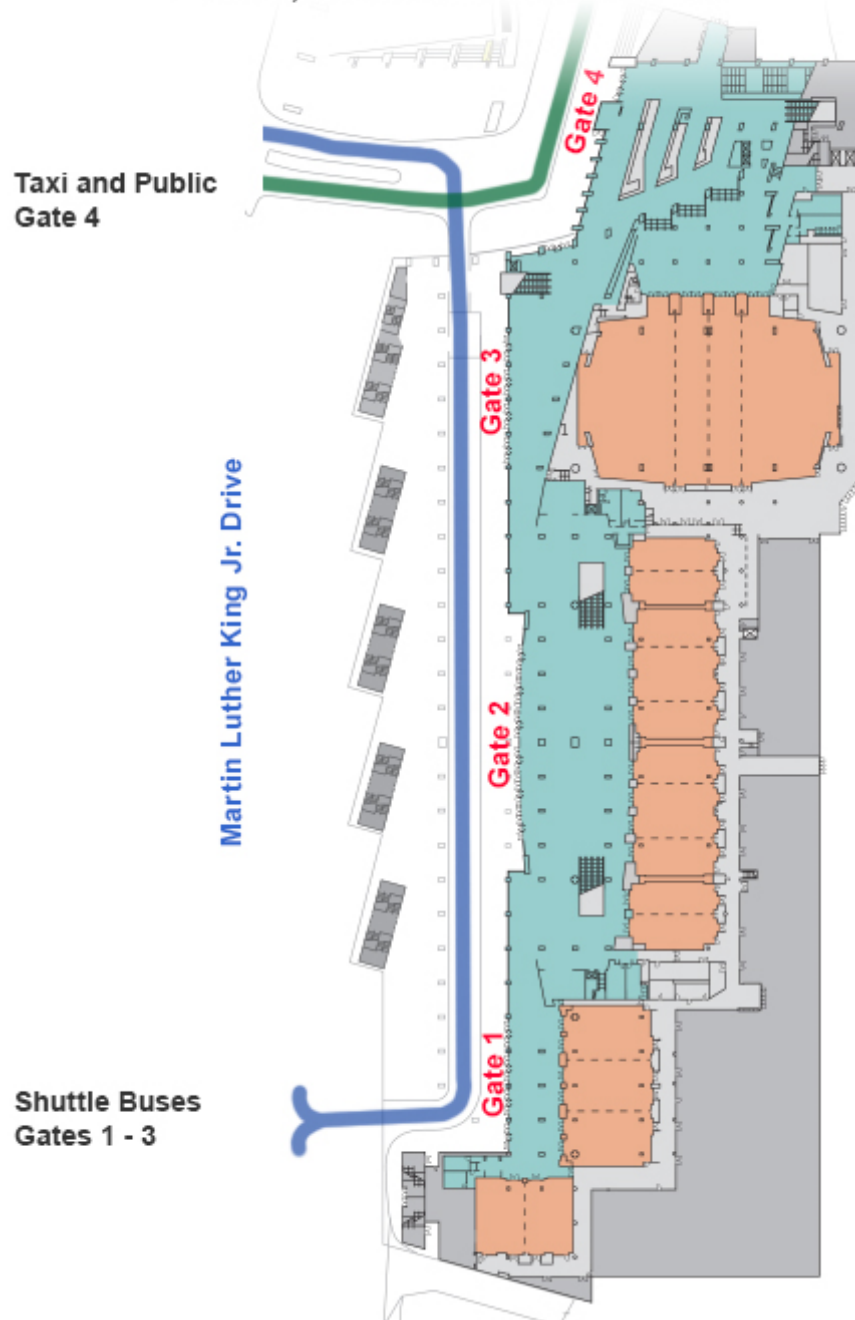 Gate 4
Taxi and Public
Gate 4
Gate 3
Martin Luther King Jr. Drive
Gate 2
Gate 1
Shuttle Buses
Gates 1 - 3